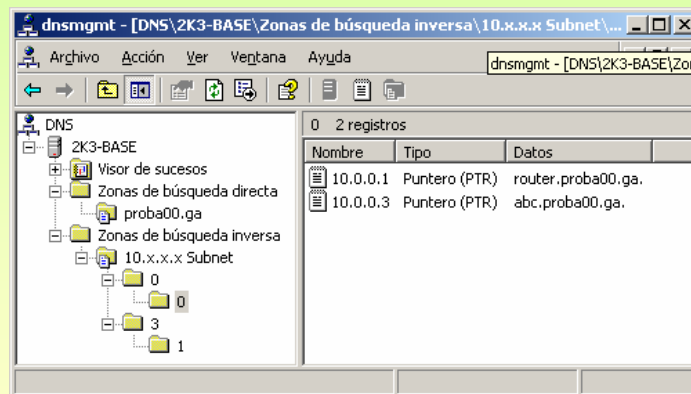 dnsmgmt - [DNS\2K3-BASE\Zonas de búsqueda inversa\10.x.x.x Subnet\...
Archivo Acción Ver Ventana Ayuda
dnsmgmt - [DNS\2K3-BASE\Zo
DNS
2K3-BASE
Visor de sucesos
Zonas de búsqueda directa
proba00.ga
Zonas de búsqueda inversa
10.x.x.x Subnet
0
0
3
1
0 2 registros
Nombre Tipo Datos
10.0.0.1 Puntero (PTR) router.proba00.ga.
10.0.0.3 Puntero (PTR) abc.proba00.ga.